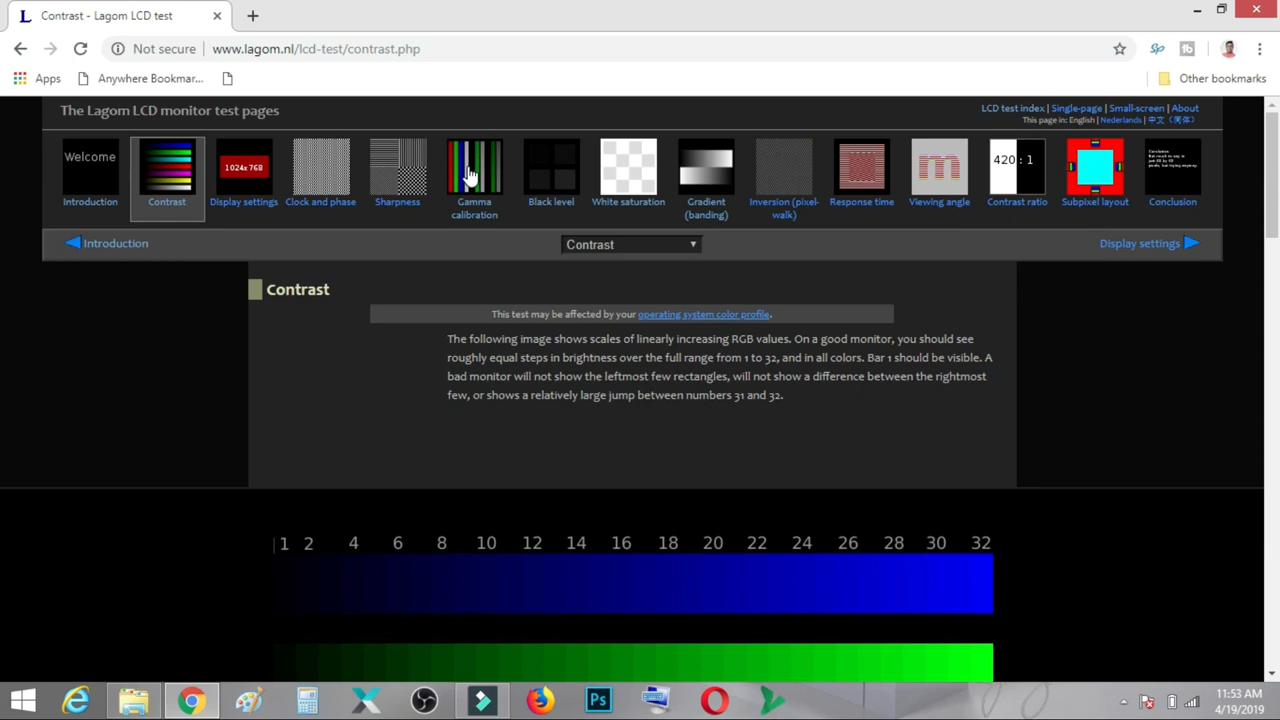 L Contrast - Lagom LCD test
Not secure www.lagom.nl/lcd-test/contrast.php
Apps Anywhere Bookmar... Other bookmarks
The Lagom LCD monitor test pages
LCD test index | Single-page | Small-screen | About
This page in: English | Nederlands | 中文 (简体)
Welcome
1024x768
m
420 : 1
Conclusion
Introduction
Contrast
Display settings
Clock and phase
Sharpness
Gamma calibration
Black level
White saturation
Gradient (banding)
Inversion (pixel-walk)
Response time
Viewing angle
Contrast ratio
Subpixel layout
Conclusion
Introduction Contrast Display settings
Contrast
This test may be affected by your operating system color profile.
The following image shows scales of linearly increasing RGB values. On a good monitor, you should see
roughly equal steps in brightness over the full range from 1 to 32, and in all colors. Bar 1 should be visible. A
bad monitor will not show the leftmost few rectangles, will not show a difference between the rightmost
few, or shows a relatively large jump between numbers 31 and 32.
1 2 4 6 8 10 12 14 16 18 20 22 24 26 28 30 32
Ps
11:53 AM
4/19/2019